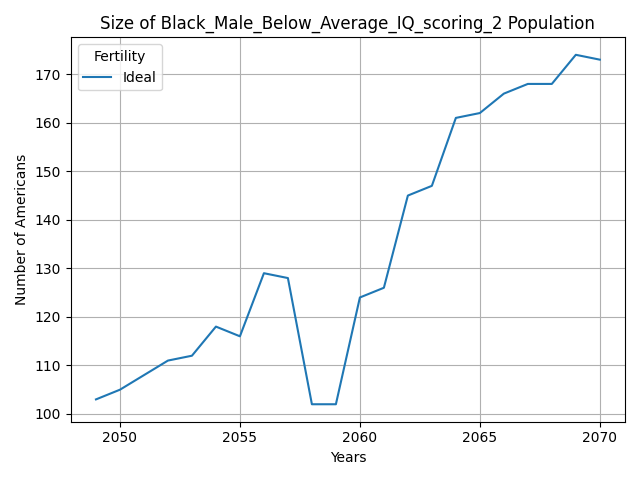 Size of Black_Male_Below_Average_IQ_scoring_2 Population
Fertility
Ideal
Number of Americans
170
160
150
140
130
120
110
100
2050 2055 2060 2065 2070
Years